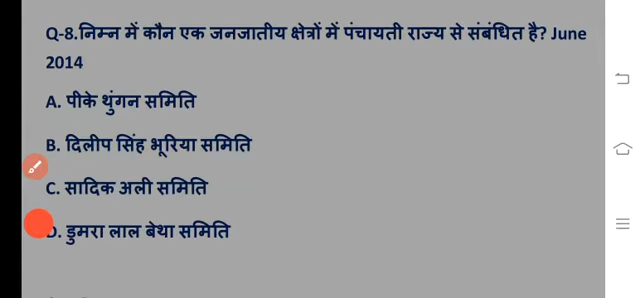 Q-8.निम्न में कौन एक जनजातीय क्षेत्रों में पंचायती राज्य से संबंधित है? June
2014
A. पीके थुंगन समिति
B. दिलीप सिंह भूरिया समिति
C. सादिक अली समिति
D. डुमरा लाल बेथा समिति